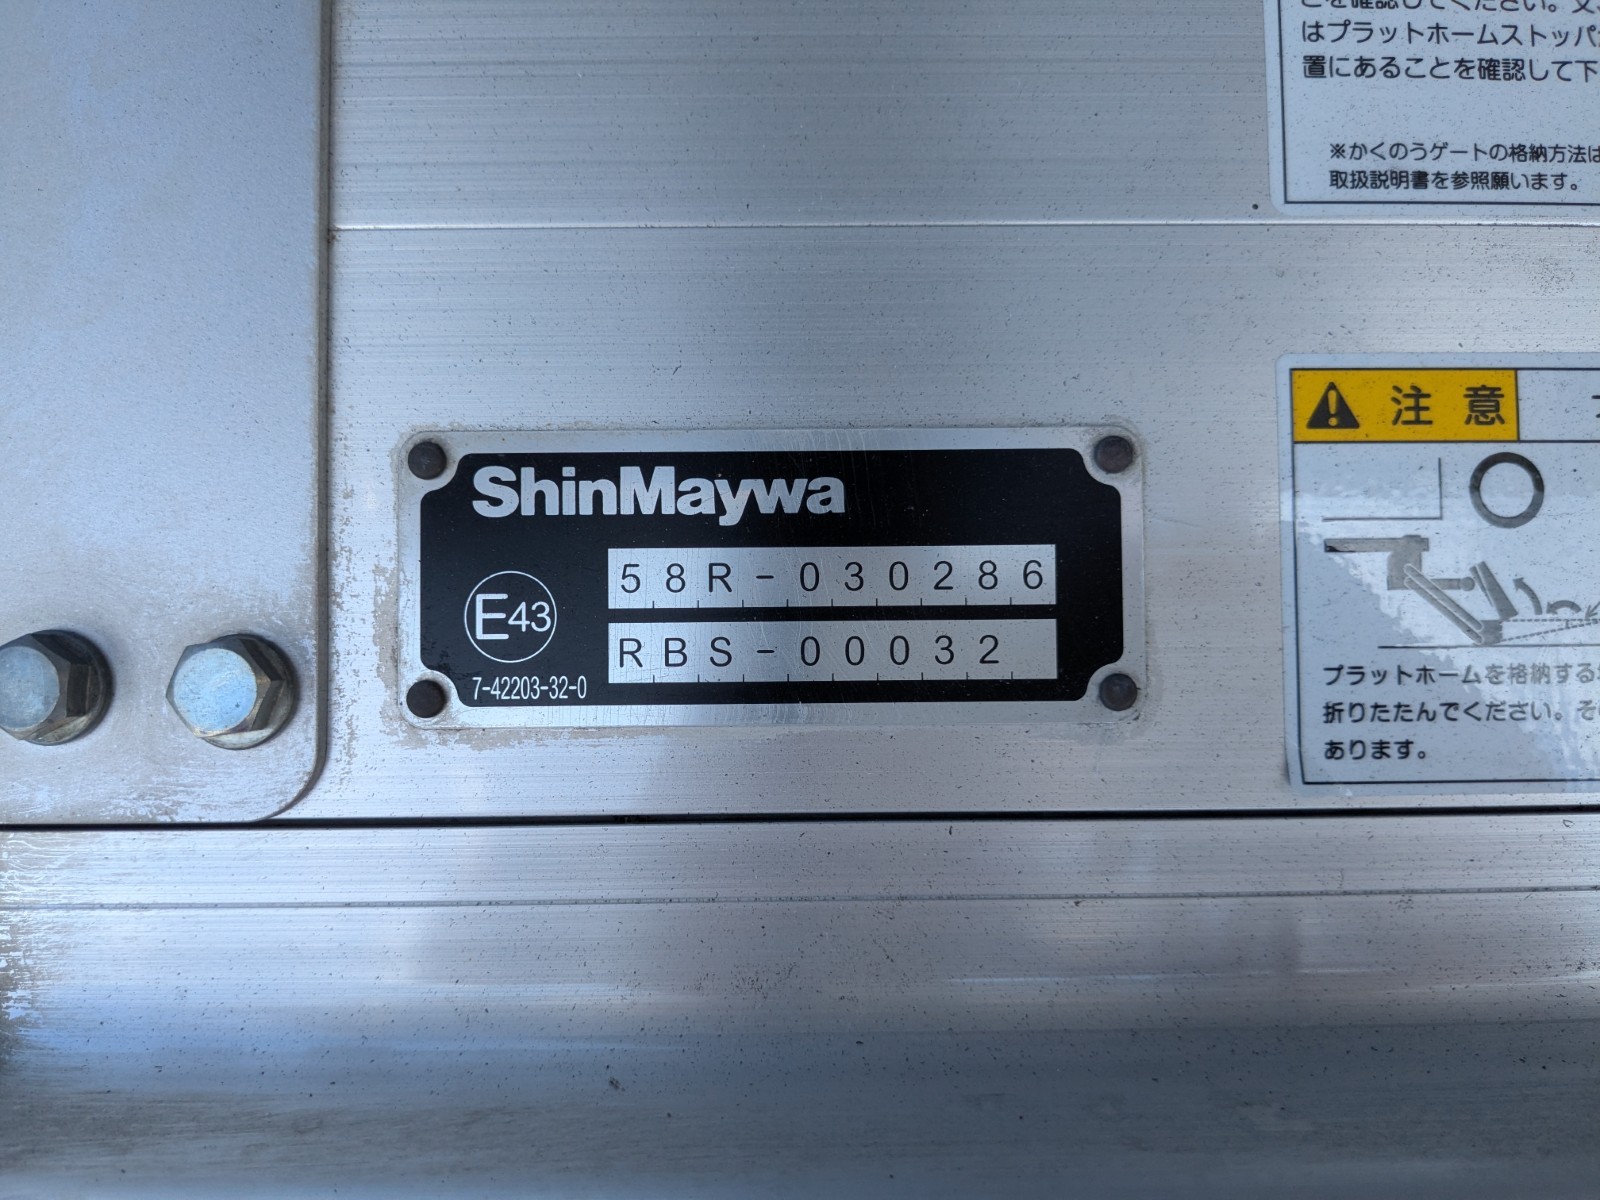 はプラットホームストッパ
置にあることを確認して下
※かくのうゲートの格納方法は
取扱説明書を参照願います。
ShinMaywa
58R-030286
E43
RBS-00032
7-42203-32-0
注意
プラットホームを格納する
折りたたんでください。そ
あります。